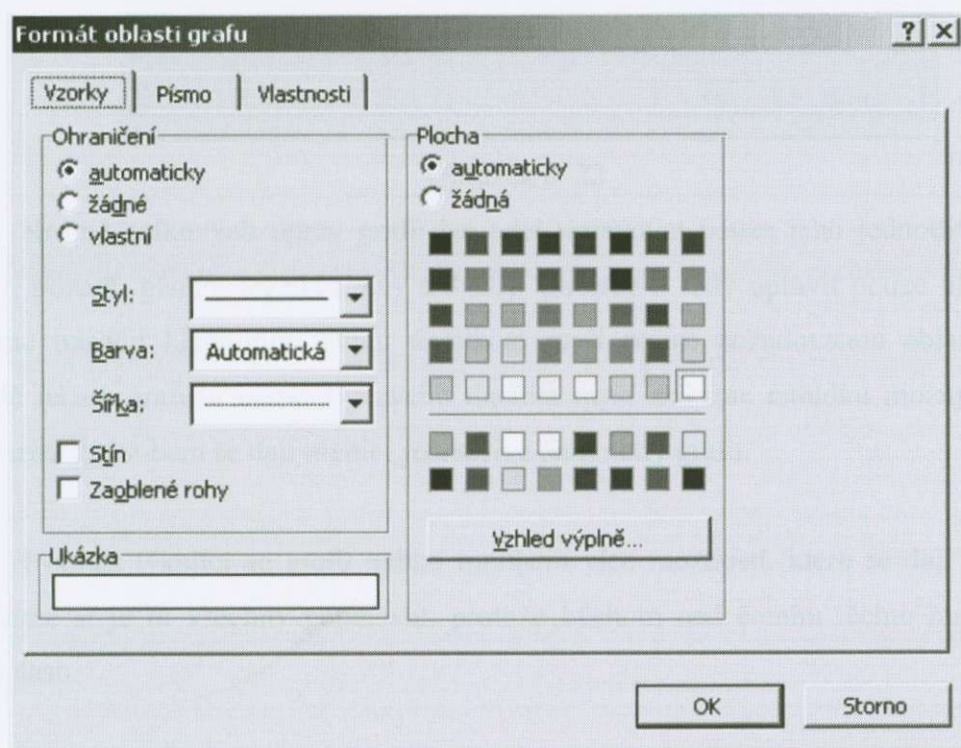 Formát oblasti grafu
Vzorky Písmo Vlastnosti
Ohraničení
automaticky
žádné
vlastní
Styl:
Barva: Automatická
Šířka:
Stín
Zaoblené rohy
Ukázka
Plocha
automaticky
žádná
Vzhled výplně...
OK Storno